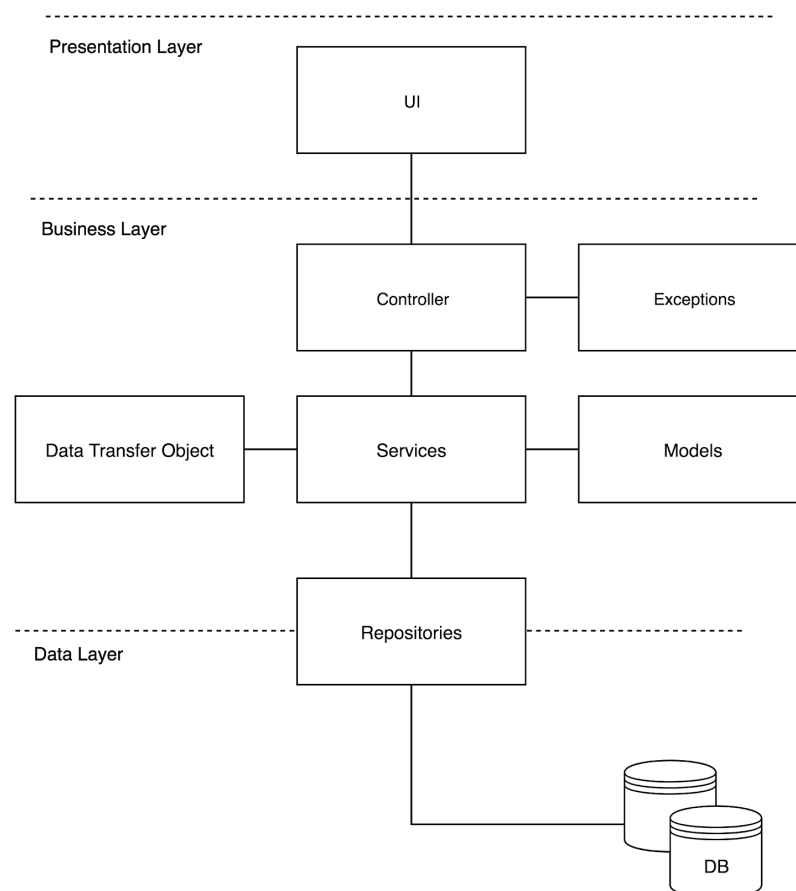 Presentation Layer
UI
Business Layer
Controller
Exceptions
Data Transfer Object
Services
Models
Repositories
Data Layer
DB